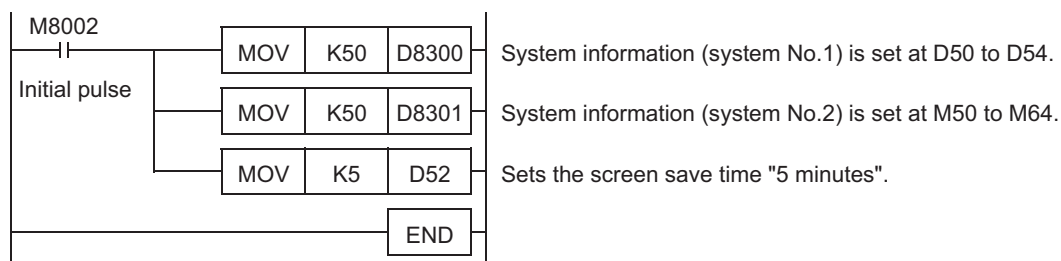 M8002
MOV K50 D8300 System information (system No.1) is set at D50 to D54.
Initial pulse
MOV K50 D8301 System information (system No.2) is set at M50 to M64.
MOV K5 D52 Sets the screen save time "5 minutes".
END